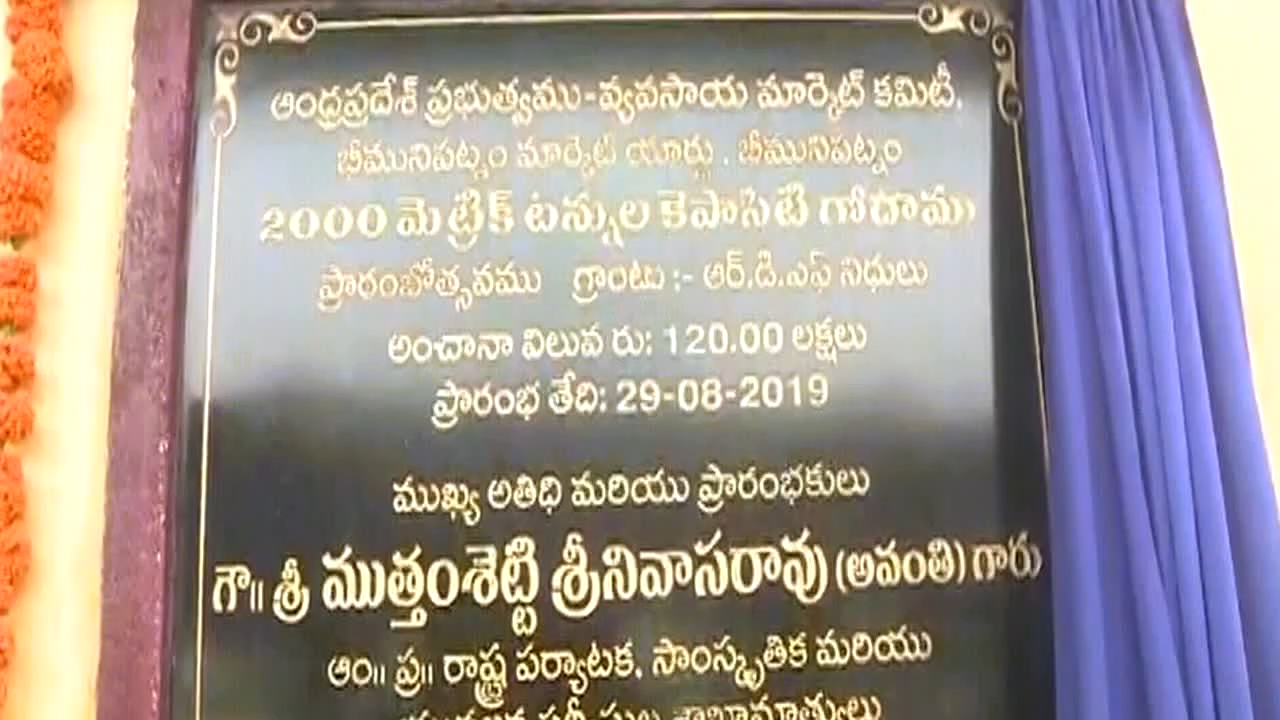 ఆంధ్రప్రదేశ్ ప్రభుత్వము-వ్యవసాయ మార్కెట్ కమిటీ.
భీమునిపట్నం మార్కెట్ యార్డు . భీమునిపట్నం
2000 మెట్రిక్ టన్నుల కెపాసిటీ గోదాము
ప్రారంభోత్సవము గ్రాంటు :- ఆర్.డి.ఎఫ్ నిధులు
అంచానా విలువ రు: 120.00 లక్షలు
ప్రారంభ తేది: 29-08-2019
ముఖ్య అతిధి మరియు ప్రారంభకులు
గౌ|| శ్రీ ముత్తంశెట్టి శ్రీనివాసరావు (అవంతి) గారు
ఆం|| ప్ర|| రాష్ట్ర పర్యాటక, సాంస్కృతిక మరియు